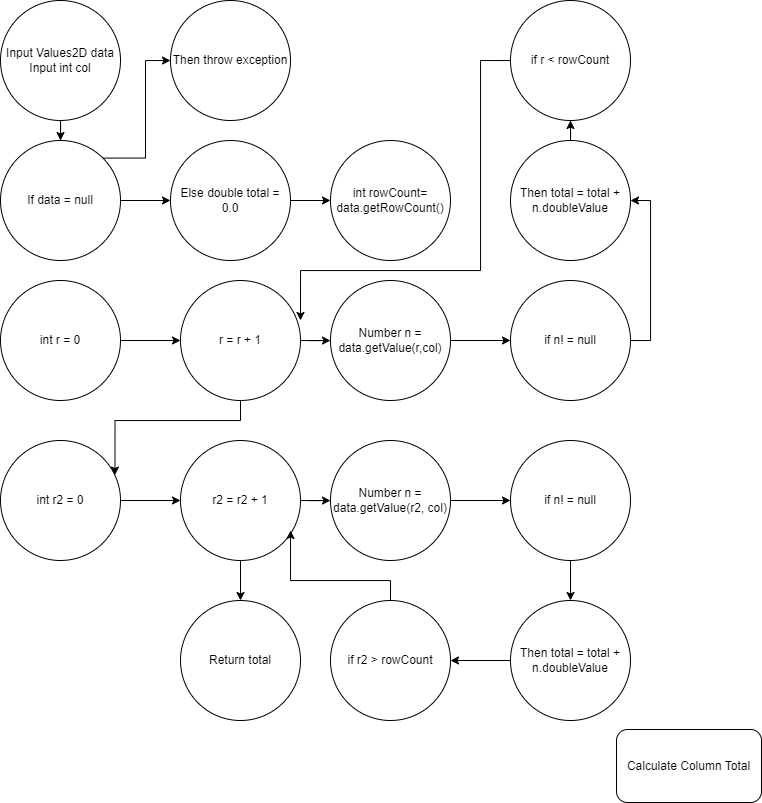 Input Values2D data
Input int col
Then throw exception
if r < rowCount
If data = null
Else double total =
0.0
int rowCount=
data.getRowCount()
Then total = total +
n.doubleValue
int r = 0
r = r + 1
Number n =
data.getValue(r,col)
if n! = null
int r2 = 0
r2 = r2 + 1
Number n =
data.getValue(r2, col)
if n! = null
Return total
if r2 > rowCount
Then total = total +
n.doubleValue
Calculate Column Total